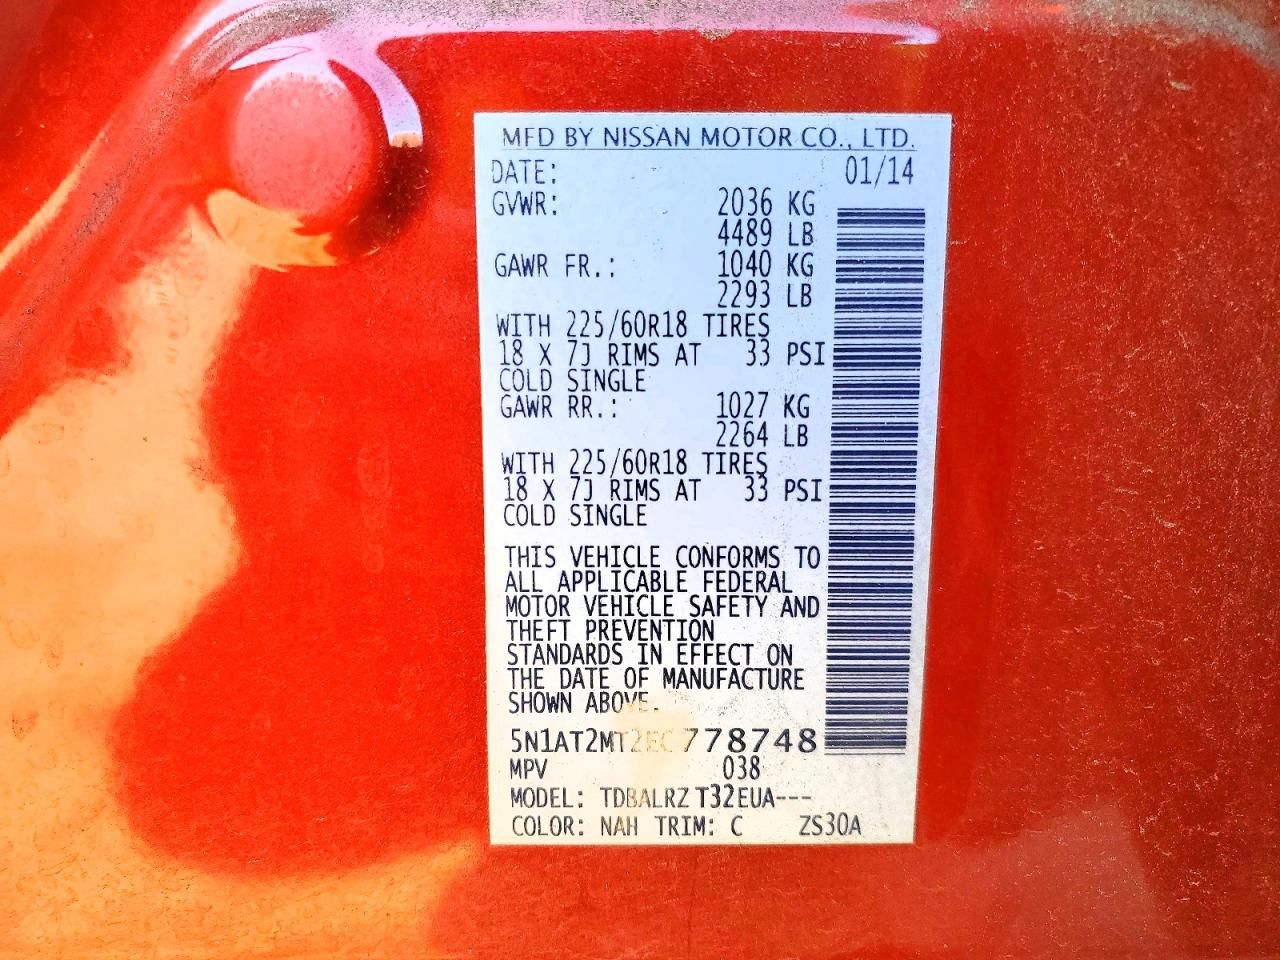 MFD BY NISSAN MOTOR CO., LTD.
DATE: 01/14
GVWR: 2036 KG
4489 LB
GAWR FR.: 1040 KG
2293 LB
WITH 225/60R18 TIRES
18 X 7J RIMS AT 33 PSI
COLD SINGLE
GAWR RR.: 1027 KG
2264 LB
WITH 225/60R18 TIRES
18 X 7J RIMS AT 33 PSI
COLD SINGLE
THIS VEHICLE CONFORMS TO
ALL APPLICABLE FEDERAL
MOTOR VEHICLE SAFETY AND
THEFT PREVENTION
STANDARDS IN EFFECT ON
THE DATE OF MANUFACTURE
SHOWN ABOVE.
5N1AT2MT2EC778748
MPV 038
MODEL: TDBALRZ T32EUA---
COLOR: NAH TRIM: C ZS30A